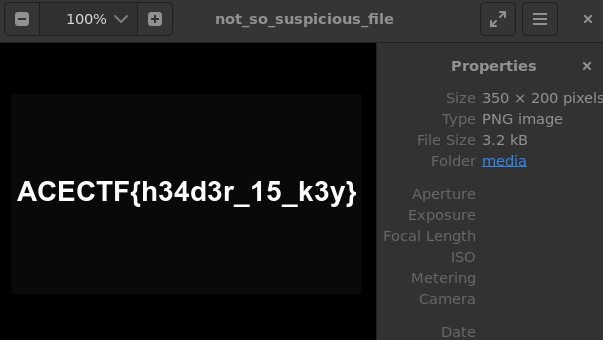 100% not_so_suspicious_file
Properties
Size 350 × 200 pixels
Type PNG image
File Size 3.2 kB
Folder media
ACECTF{h34d3r_15_k3y}
Aperture
Exposure
Focal Length
ISO
Metering
Camera
Date